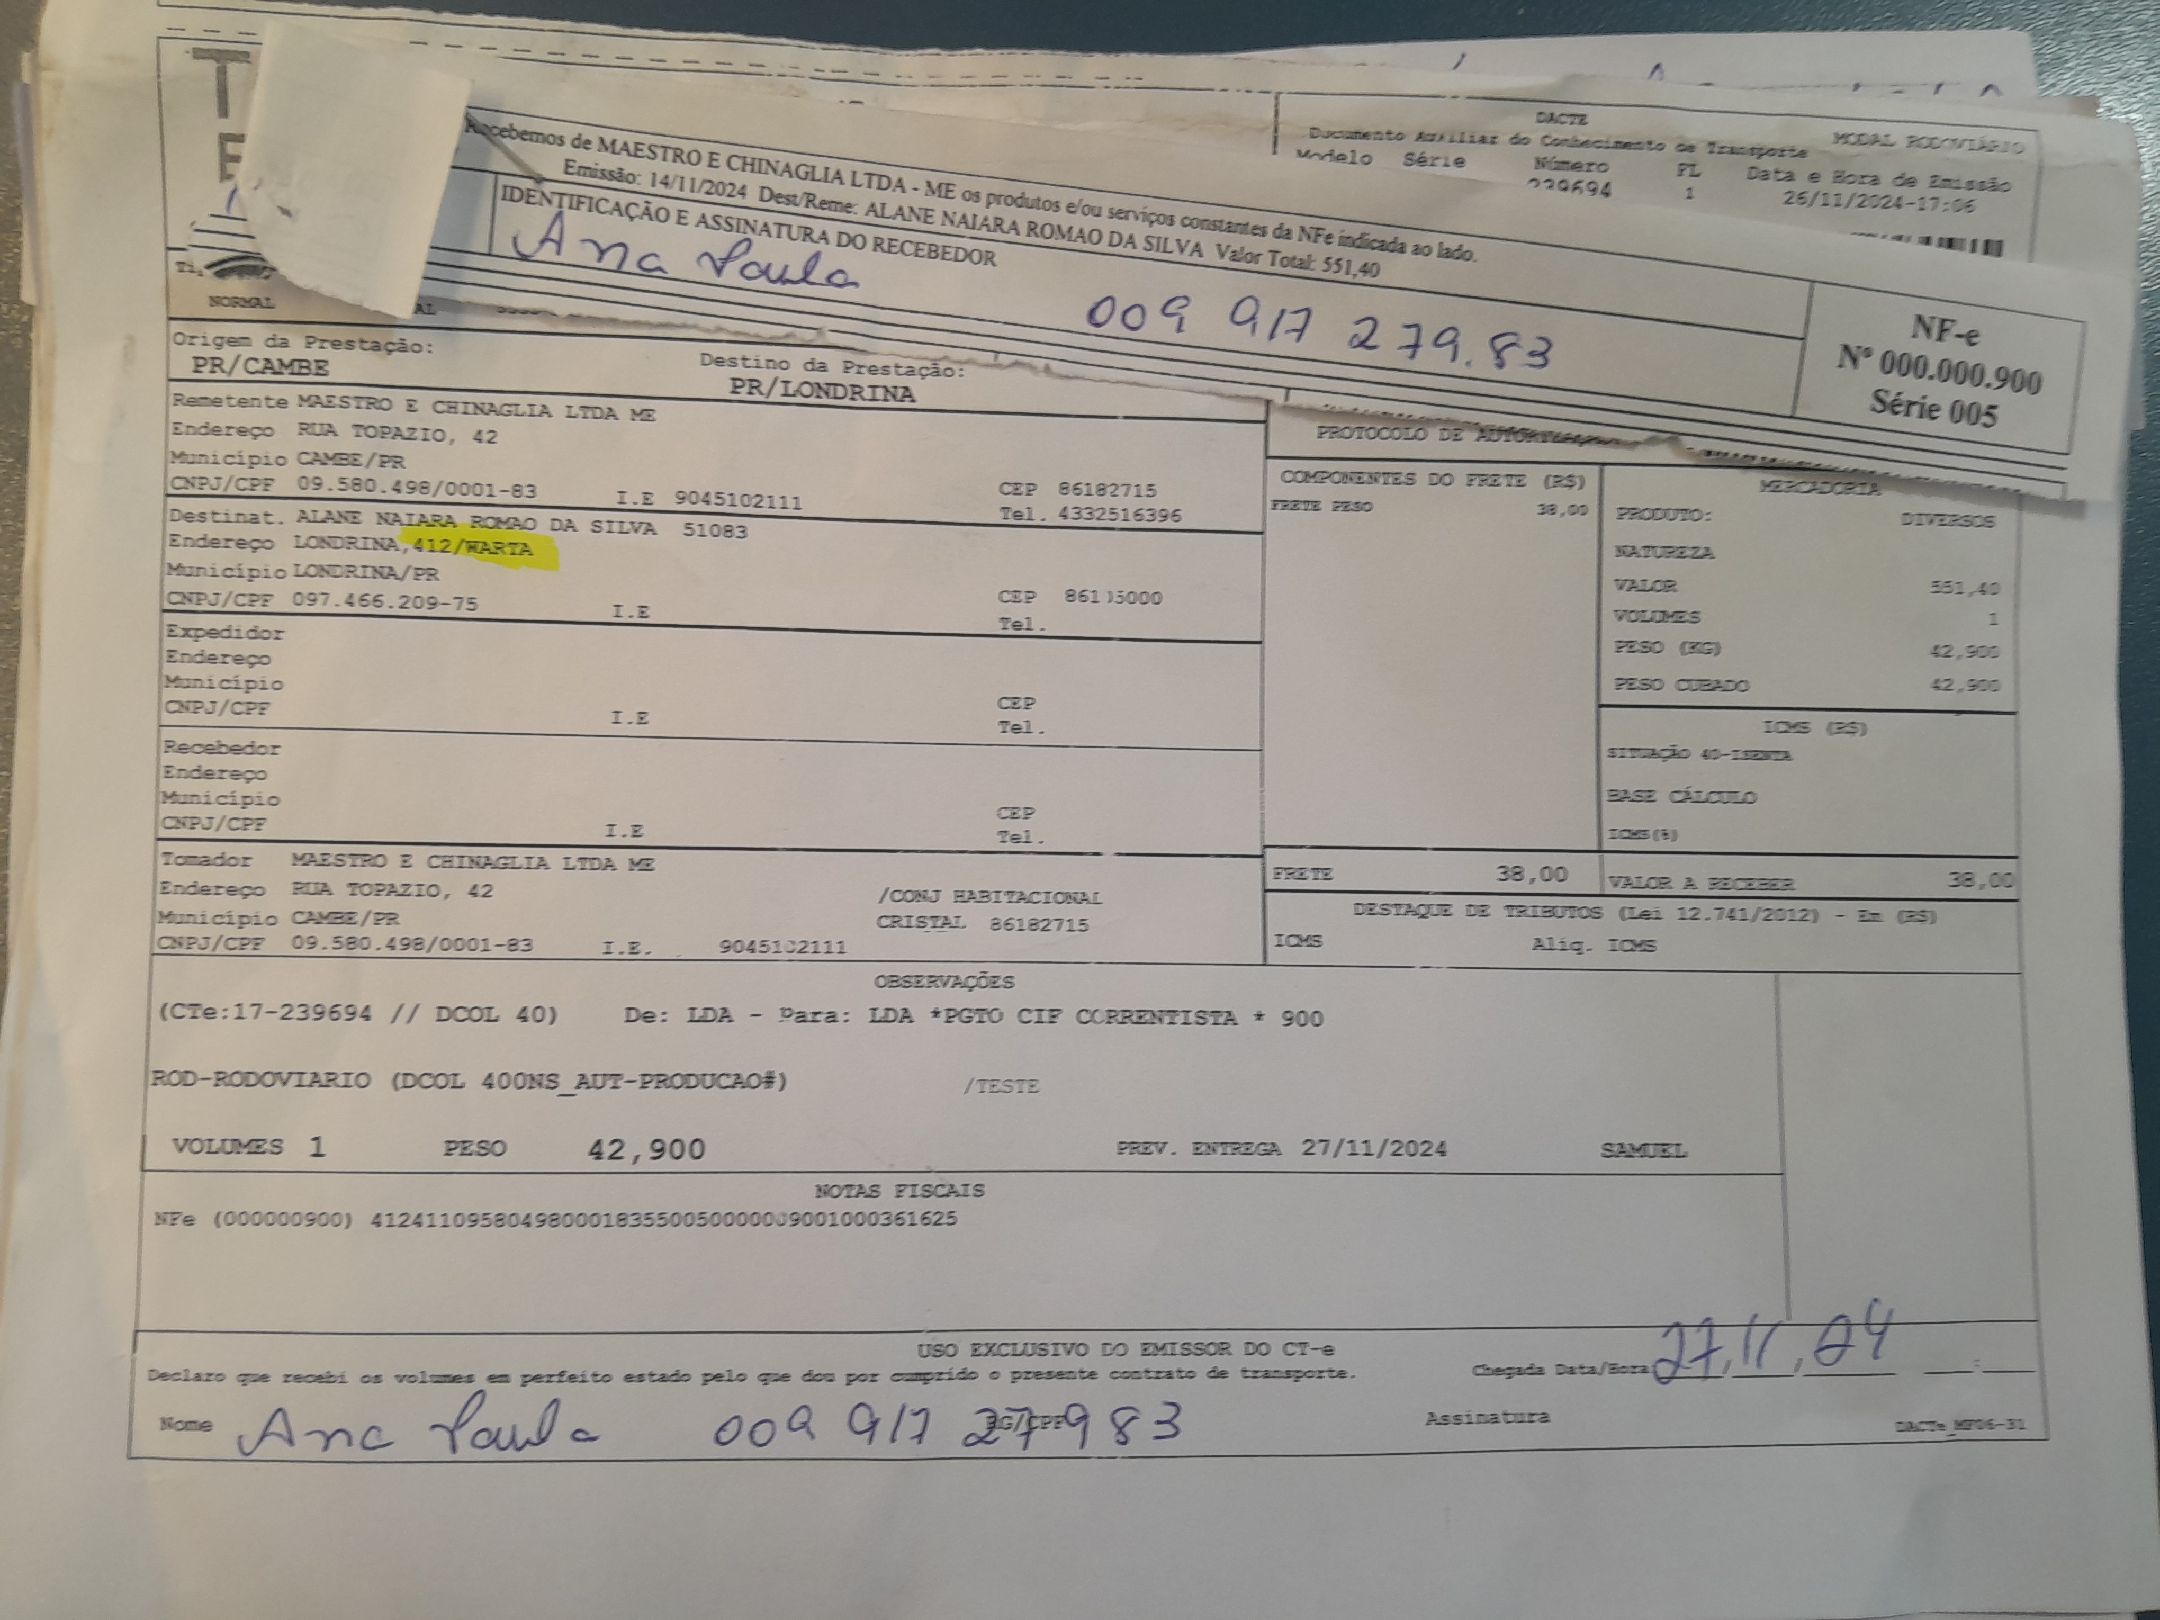 Recebemos de MAESTRO E CHINAGLIA LTDA - ME os produtos e/ou serviços constantes da NFe indicada ao lado.
Emissão: 14/11/2024 Dest/Reme: ALANE NAIARA ROMAO DA SILVA Valor Total: 551,40
IDENTIFICAÇÃO E ASSINATURA DO RECEBEDOR
Ana Paula 009 917 279.83
NF-e
Nº 000.000.900
Série 005
DACTE
Documento Auxiliar do Conhecimento de Transporte
MODAL RODOVIÁRIO
Modelo Série Número FL Data e Hora de Emissão
239694 1 26/11/2024-17:06
NORMAL
Origem da Prestação:
PR/CAMBE
Destino da Prestação:
PR/LONDRINA
Remetente MAESTRO E CHINAGLIA LTDA ME
Endereço RUA TOPAZIO, 42
Município CAMBE/PR
CNPJ/CPF 09.580.498/0001-83 I.E 9045102111
CEP 86182715
Tel. 4332516396
Destinat. ALANE NAIARA ROMAO DA SILVA 51083
Endereço LONDRINA,412/WARTA
Município LONDRINA/PR
CNPJ/CPF 097.466.209-75 I.E
CEP
Tel.
Expedidor
Endereço
Município
CNPJ/CPF I.E
CEP
Tel.
Recebedor
Endereço
Município
CNPJ/CPF I.E
CEP
Tel.
Tomador MAESTRO E CHINAGLIA LTDA ME
Endereço RUA TOPAZIO, 42 /CONJ HABITACIONAL
Município CAMBE/PR CRISTAL 86182715
CNPJ/CPF 09.580.498/0001-83 I.E. 9045102111
PROTOCOLO DE
COMPONENTES DO FRETE (R$)
FRETE PESO 38,00
MERCADORIA
PRODUTO: DIVERSOS
NATUREZA
VALOR 551,40
VOLUMES 1
PESO (KG) 42,900
PESO CUBADO 42,900
ICMS (R$)
SITUAÇÃO 40-ISENTA
BASE CÁLCULO
ICMS(%)
FRETE 38,00
VALOR A RECEBER 38,00
DESTAQUE DE TRIBUTOS (Lei 12.741/2012) - Em (R$)
ICMS Aliq. ICMS
OBSERVAÇÕES
(CTe:17-239694 // DCOL 40) De: LDA - Para: LDA *PGTO CIF CORRENTISTA * 900
ROD-RODOVIARIO (DCOL 400NS_AUT-PRODUCAO#) /TESTE
VOLUMES 1 PESO 42,900 PREV. ENTREGA 27/11/2024 SAMUEL
NOTAS FISCAIS
NFe (000000900) 41241109580498000183550050000009001000361625
USO EXCLUSIVO DO EMISSOR DO CT-e
Declaro que recebi os volumes em perfeito estado pelo que dou por cumprido o presente contrato de transporte.
Chegada Data/Hora 27,11,24 :
Nome Ana Paula RG/CPF 009 917 279 83
Assinatura
DACTe_MF06-31